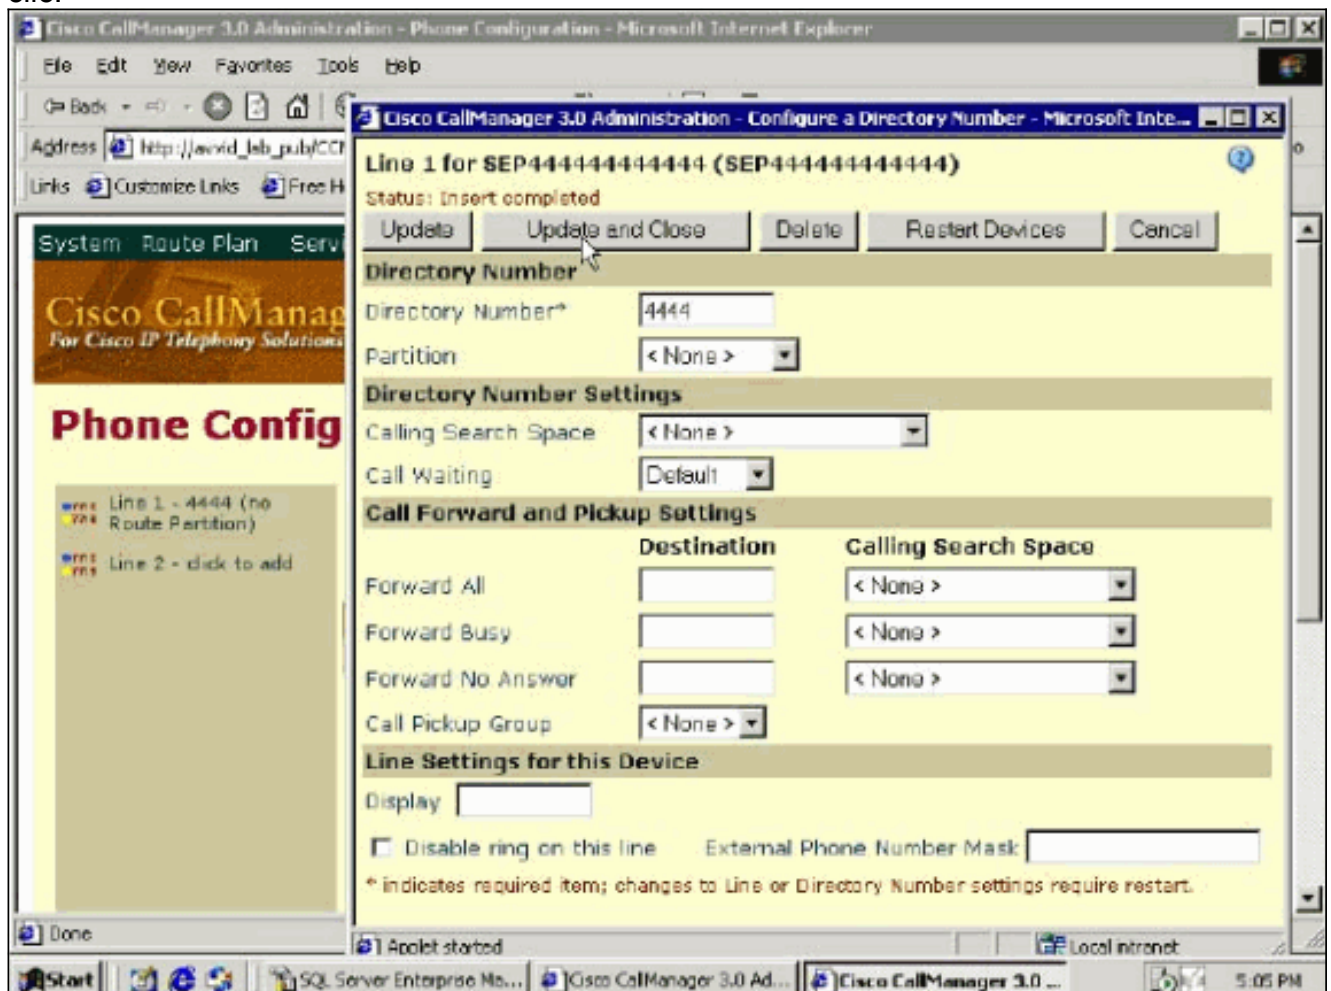 Cisco CallManager 3.0 Administration - Phone Configuration - Microsoft Internet Explorer
File Edit View Favorites Tools Help
Back
Address http://avvid_lab_pub/CCM
Links Customize Links Free H
Cisco CallManager 3.0 Administration - Configure a Directory Number - Microsoft Inte...
Line 1 for SEP444444444444 (SEP444444444444)
Status: Insert completed
Update Update and Close Delete Restart Devices Cancel
System Route Plan Servi
Cisco CallManag
For Cisco IP Telephony Solutions
Phone Config
Line 1 - 4444 (no
Route Partition)
Line 2 - click to add
Directory Number
Directory Number* 4444
Partition < None >
Directory Number Settings
Calling Search Space < None >
Call Waiting Default
Call Forward and Pickup Settings
Destination Calling Search Space
Forward All < None >
Forward Busy < None >
Forward No Answer < None >
Call Pickup Group < None >
Line Settings for this Device
Display
Disable ring on this line External Phone Number Mask
* indicates required item; changes to Line or Directory Number settings require restart.
Done
Applet started Local intranet
Start SQL Server Enterprise Ma... Cisco CallManager 3.0 Ad... Cisco CallManager 3.0 ... 5:05 PM